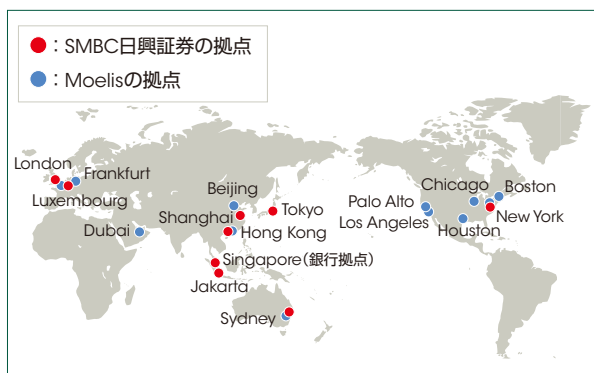 ：SMBC日興証券の拠点
：Moelisの拠点
London
Frankfurt
Luxembourg
Dubai
Beijing
Shanghai
Tokyo
Hong Kong
Singapore（銀行拠点）
Jakarta
Sydney
Chicago
Boston
Palo Alto
Los Angeles
New York
Houston